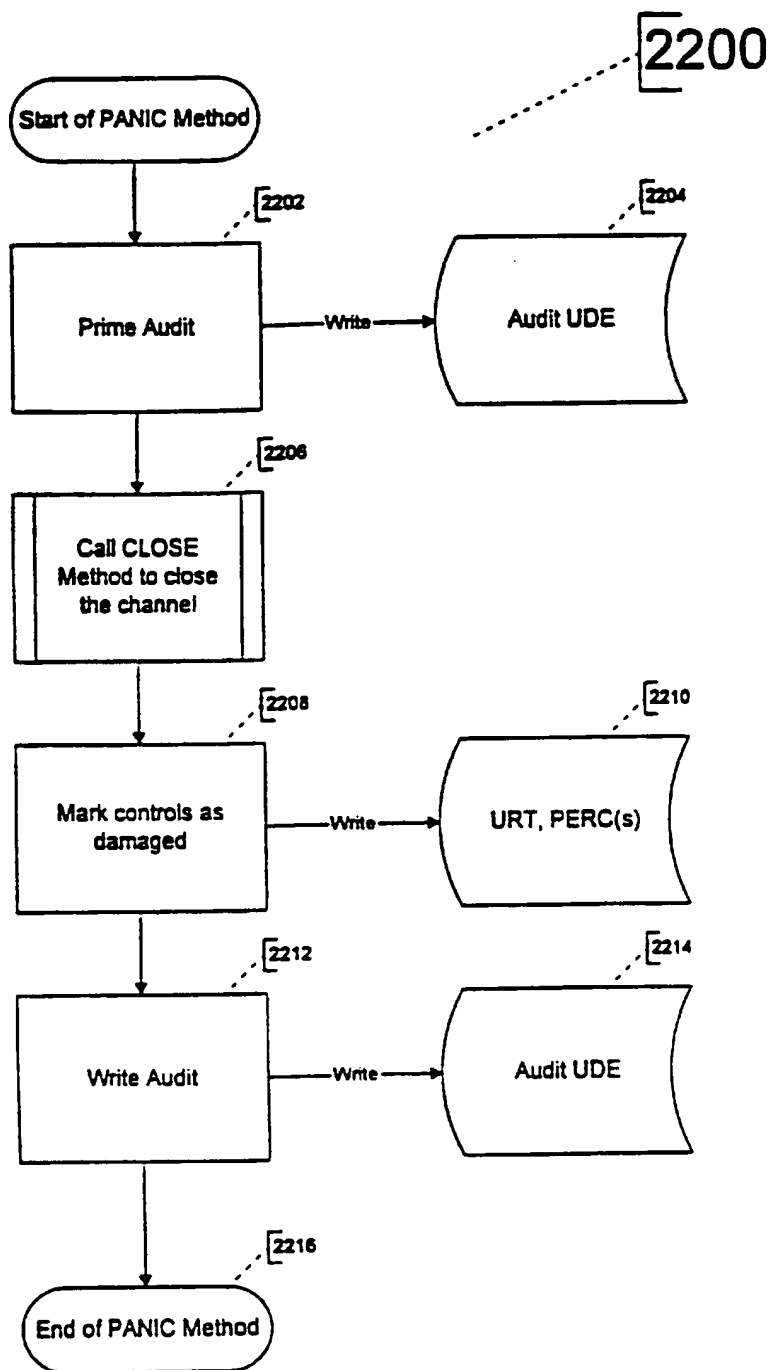 2200
Start of PANIC Method
2202
2204
Prime Audit
Write
Audit UDE
2206
Call CLOSE
Method to close
the channel
2208
2210
Mark controls as
damaged
Write
URT, PERC(s)
2212
2214
Write Audit
Write
Audit UDE
2216
End of PANIC Method